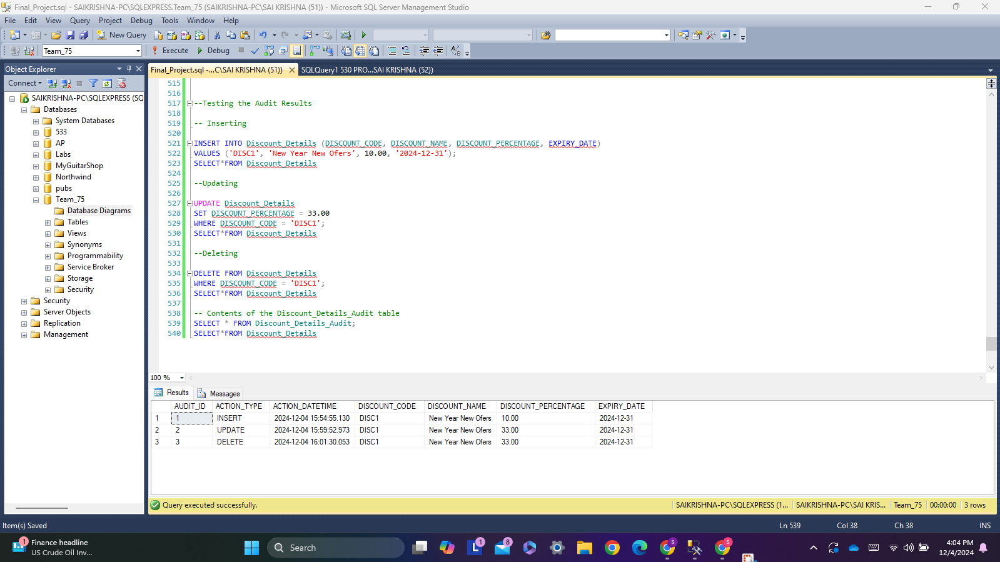 Final_Project.sql - SAIKRISHNA-PC\SQLEXPRESS.Team_75 (SAIKRISHNA-PC\SAI KRISHNA (51)) - Microsoft SQL Server Management Studio
File Edit View Query Project Debug Tools Window Help
New Query
Team_75 Execute Debug
Object Explorer
Connect
SAIKRISHNA-PC\SQLEXPRESS (SQ
Databases
System Databases
533
AP
Labs
MyGuitarShop
Northwind
pubs
Team_75
Database Diagrams
Tables
Views
Synonyms
Programmability
Service Broker
Storage
Security
Security
Server Objects
Replication
Management
Final_Project.sql -...C\SAI KRISHNA (51)) SQLQuery1 530 PRO...SAI KRISHNA (52))
515
516
517 --Testing the Audit Results
518
519 -- Inserting
520
521 INSERT INTO Discount_Details (DISCOUNT_CODE, DISCOUNT_NAME, DISCOUNT_PERCENTAGE, EXPIRY_DATE)
522 VALUES ('DISC1', 'New Year New Ofers', 10.00, '2024-12-31');
523 SELECT*FROM Discount_Details
524
525 --Updating
526
527 UPDATE Discount_Details
528 SET DISCOUNT_PERCENTAGE = 33.00
529 WHERE DISCOUNT_CODE = 'DISC1';
530 SELECT*FROM Discount_Details
531
532 --Deleting
533
534 DELETE FROM Discount_Details
535 WHERE DISCOUNT_CODE = 'DISC1';
536 SELECT*FROM Discount_Details
537
538 -- Contents of the Discount_Details_Audit table
539 SELECT * FROM Discount_Details_Audit;
540 SELECT*FROM Discount_Details
100 %
Results Messages
AUDIT_ID ACTION_TYPE ACTION_DATETIME DISCOUNT_CODE DISCOUNT_NAME DISCOUNT_PERCENTAGE EXPIRY_DATE
1 1 INSERT 2024-12-04 15:54:55.130 DISC1 New Year New Ofers 10.00 2024-12-31
2 2 UPDATE 2024-12-04 15:59:52.973 DISC1 New Year New Ofers 33.00 2024-12-31
3 3 DELETE 2024-12-04 16:01:30.053 DISC1 New Year New Ofers 33.00 2024-12-31
Query executed successfully. SAIKRISHNA-PC\SQLEXPRESS (1... SAIKRISHNA-PC\SAI KRIS... Team_75 00:00:00 3 rows
Item(s) Saved Ln 539 Col 38 Ch 38 INS
1 Finance headline
US Crude Oil Inv...
Search
L 1
8
S
S
4:04 PM
12/4/2024